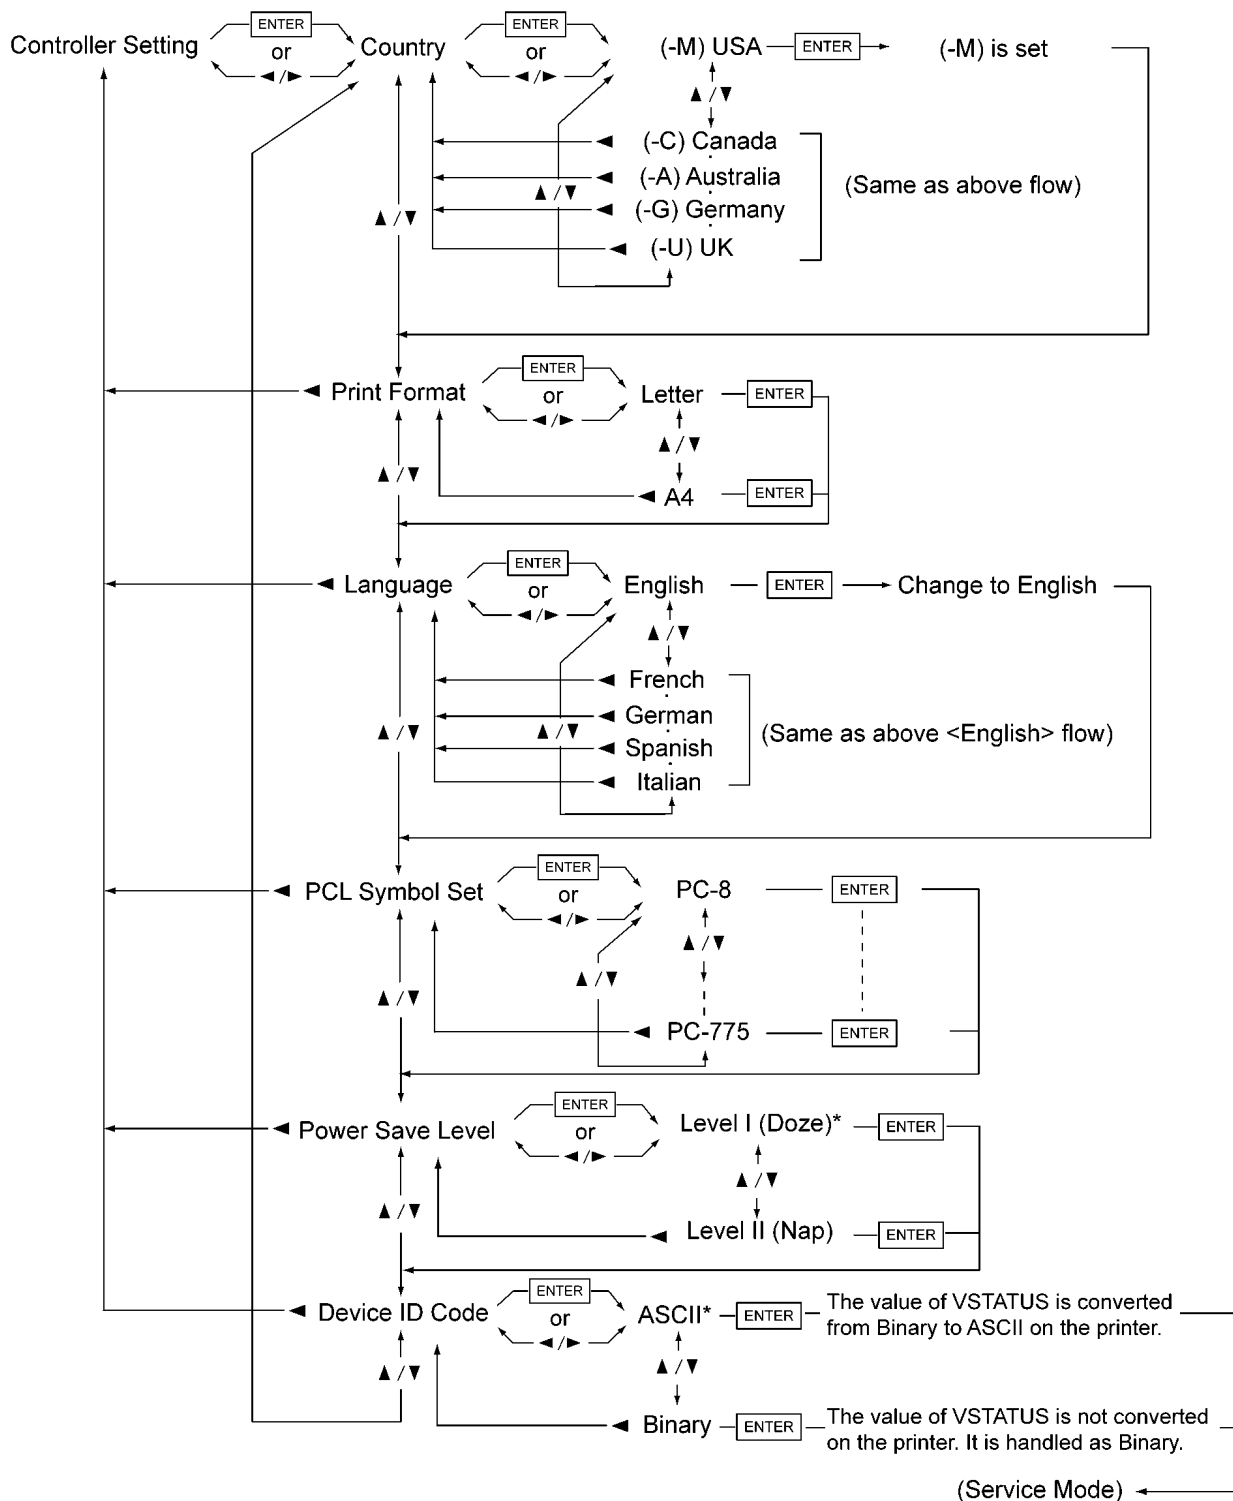 Controller Setting
ENTER
or
◄/►
Country
ENTER
or
◄/►
(-M) USA
ENTER
(-M) is set
▲/▼
(-C) Canada
(-A) Australia
(-G) Germany
(-U) UK
▲/▼
▲/▼
(Same as above flow)
Print Format
ENTER
or
◄/►
Letter
ENTER
▲/▼
▲/▼
A4
ENTER
Language
ENTER
or
◄/►
English
ENTER
Change to English
▲/▼
French
German
Spanish
Italian
▲/▼
▲/▼
(Same as above <English> flow)
PCL Symbol Set
ENTER
or
◄/►
PC-8
ENTER
▲/▼
▲/▼
▲/▼
PC-775
ENTER
Power Save Level
ENTER
or
◄/►
Level I (Doze)*
ENTER
▲/▼
▲/▼
Level II (Nap)
ENTER
Device ID Code
ENTER
or
◄/►
ASCII*
ENTER
The value of VSTATUS is converted
from Binary to ASCII on the printer.
▲/▼
▲/▼
Binary
ENTER
The value of VSTATUS is not converted
on the printer. It is handled as Binary.
(Service Mode)